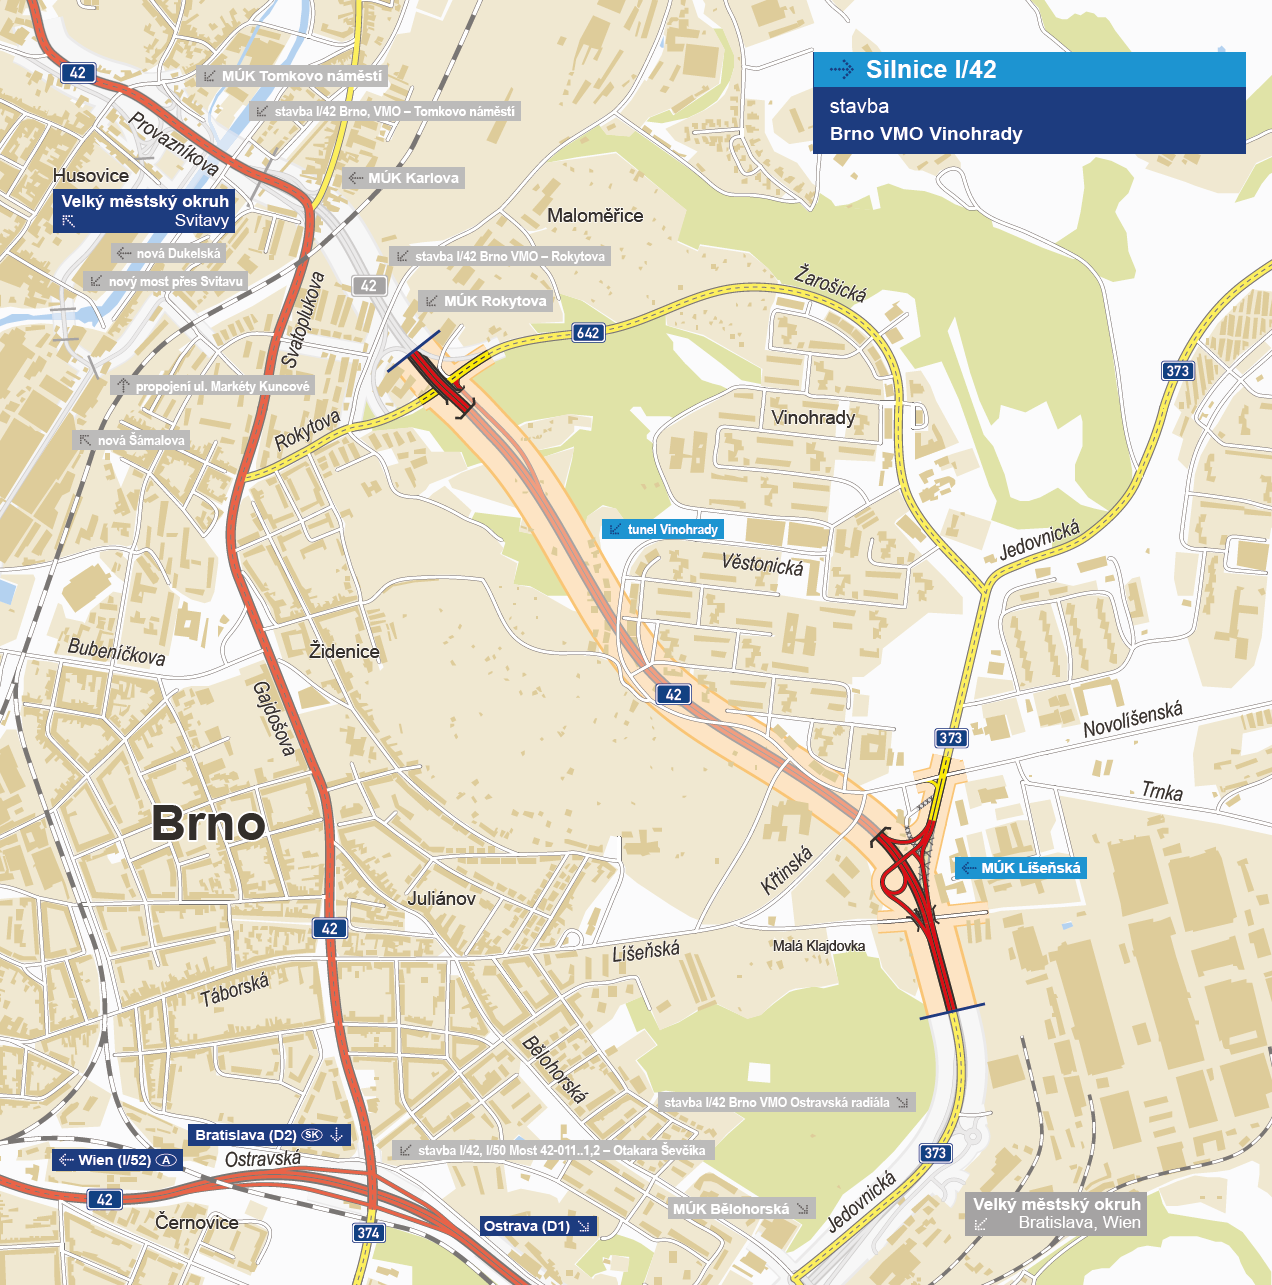 Silnice I/42
stavba
Brno VMO Vinohrady
42
MÚK Tomkovo náměstí
stavba I/42 Brno, VMO – Tomkovo náměstí
Provazníkova
Husovice
MÚK Karlova
Velký městský okruh
Svitavy
Maloměřice
nová Dukelská
stavba I/42 Brno VMO – Rokytova
nový most přes Svitavu
42
MÚK Rokytova
Žarošická
Svatoplukova
642
373
propojení ul. Markéty Kuncové
Vinohrady
Rokytova
nová Šámalova
tunel Vinohrady
Jedovnická
Věstonická
Bubeníčkova
Židenice
42
Gajdošova
Novolíšenská
373
Trnka
Brno
MÚK Líšeňská
Křtinská
Juliánov
42
Líšeňská
Malá Klajdovka
Táborská
Bělohorská
stavba I/42 Brno VMO Ostravská radiála
Bratislava (D2) SK
Wien (I/52) A
Ostravská
stavba I/42, I/50 Most 42-011..1,2 – Otakara Ševčíka
373
42
Jedovnická
MÚK Bělohorská
Velký městský okruh
Bratislava, Wien
Černovice
374
Ostrava (D1)